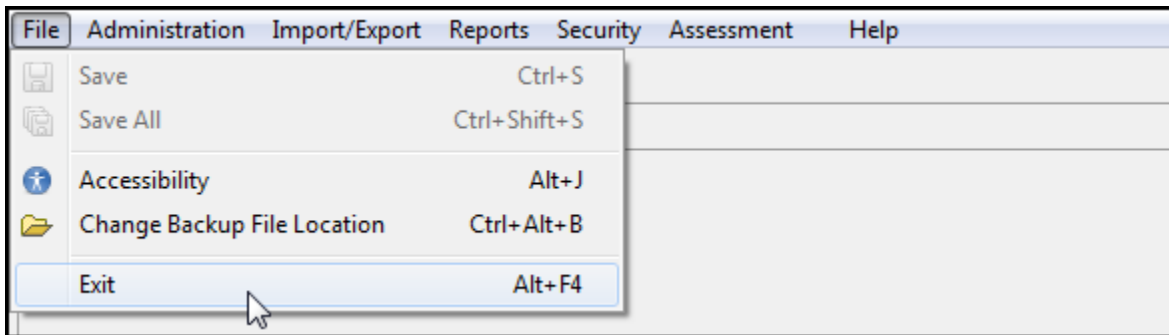 File Administration Import/Export Reports Security Assessment Help
Save Ctrl+S
Save All Ctrl+Shift+S
Accessibility Alt+J
Change Backup File Location Ctrl+Alt+B
Exit Alt+F4